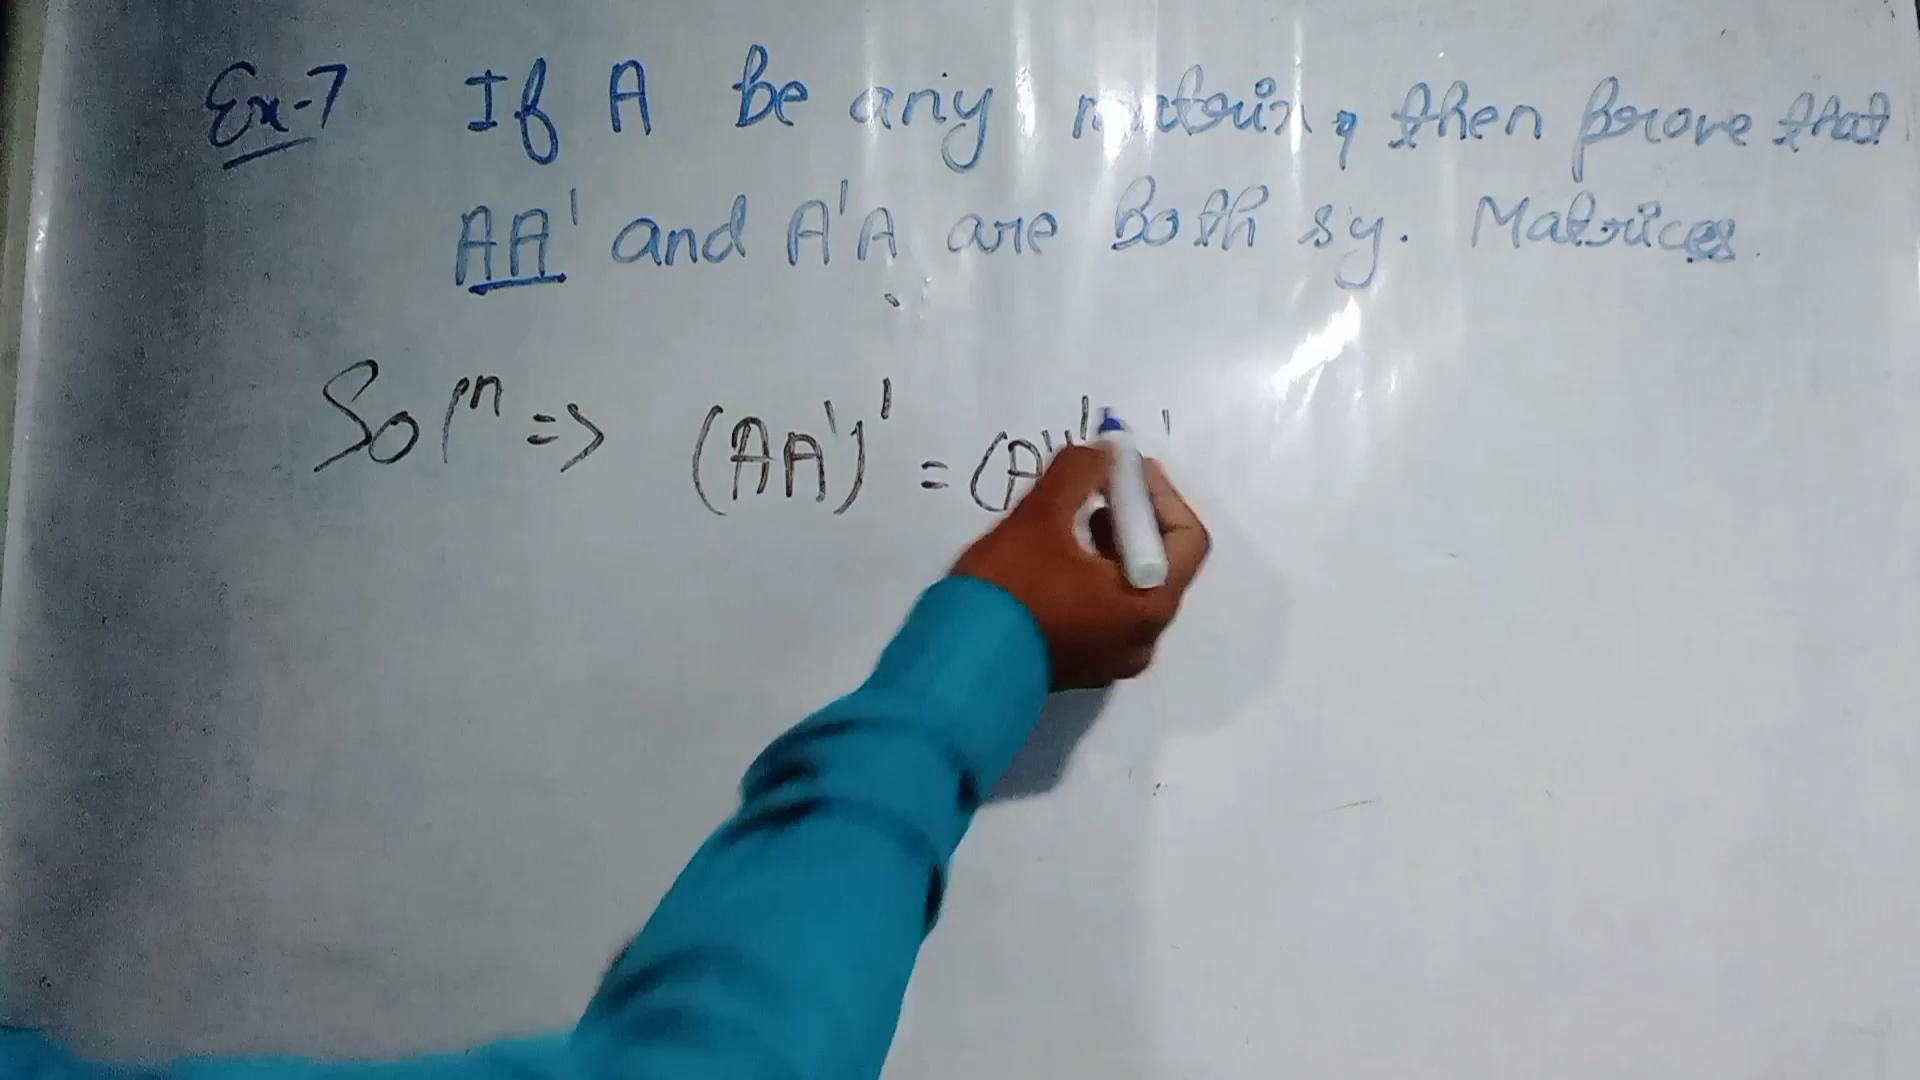 Ex-7 If A be any matrix, then prove that
AA' and A'A are Both sy. Matrices.
Solⁿ => (AA')' = (A')'